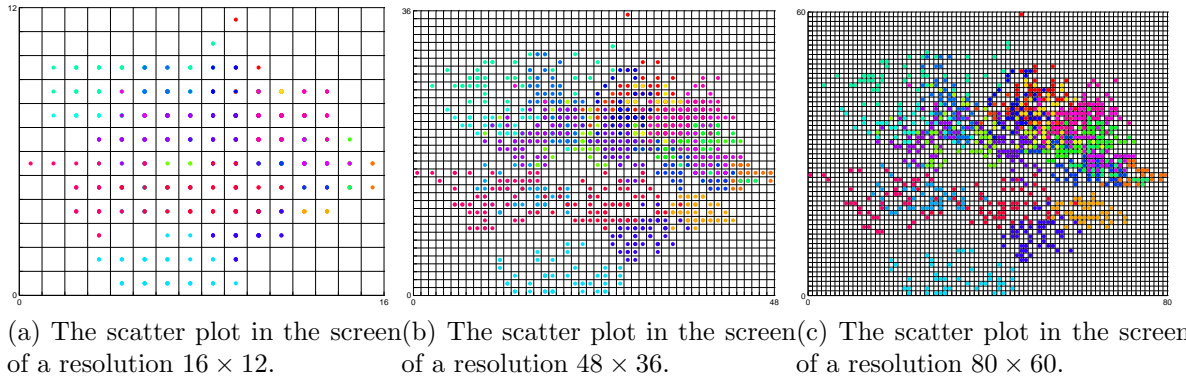 12
0
16
36
0
48
60
0
80
(a) The scatter plot in the screen
of a resolution 16 × 12.
(b) The scatter plot in the screen
of a resolution 48 × 36.
(c) The scatter plot in the screen
of a resolution 80 × 60.